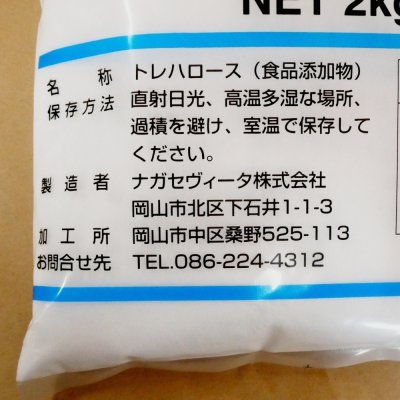 NET 2kg
名称 トレハロース（食品添加物）
保存方法 直射日光、高温多湿な場所、
過積を避け、室温で保存して
ください。
製造者 ナガセヴィータ株式会社
岡山市北区下石井1-1-3
加工所 岡山市中区桑野525-113
お問合せ先 TEL.086-224-4312